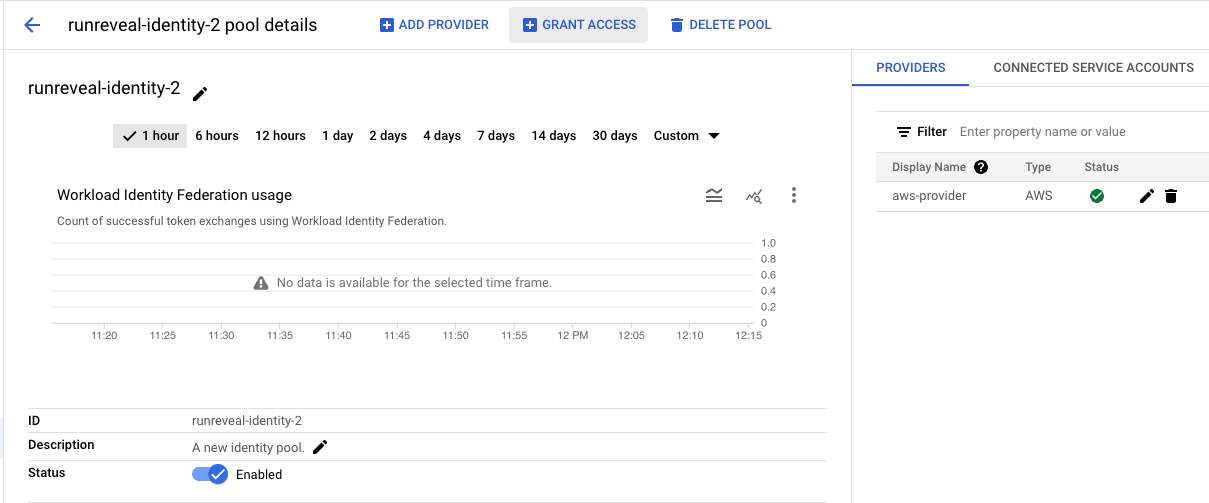 runreveal-identity-2 pool details
ADD PROVIDER
GRANT ACCESS
DELETE POOL
runreveal-identity-2
1 hour 6 hours 12 hours 1 day 2 days 4 days 7 days 14 days 30 days Custom
Workload Identity Federation usage
Count of successful token exchanges using Workload Identity Federation.
1.0
0.8
0.6
No data is available for the selected time frame.
0.4
0.2
0
11:20 11:25 11:30 11:35 11:40 11:45 11:50 11:55 12 PM 12:05 12:10 12:15
ID runreveal-identity-2
Description A new identity pool.
Status Enabled
PROVIDERS CONNECTED SERVICE ACCOUNTS
Filter Enter property name or value
Display Name ? Type Status
aws-provider AWS